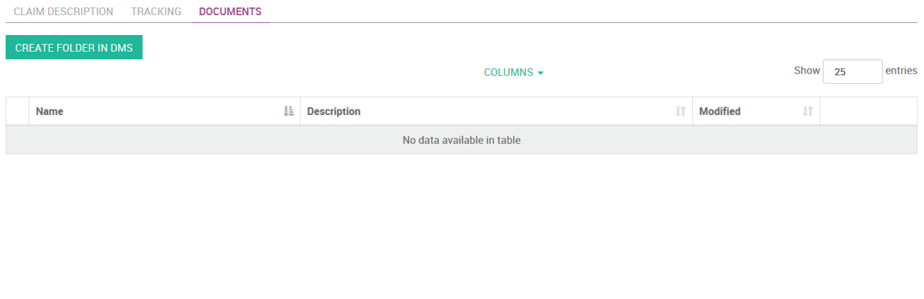 CLAIM DESCRIPTION TRACKING DOCUMENTS
CREATE FOLDER IN DMS
COLUMNS Show 25 entries
Name Description Modified
No data available in table